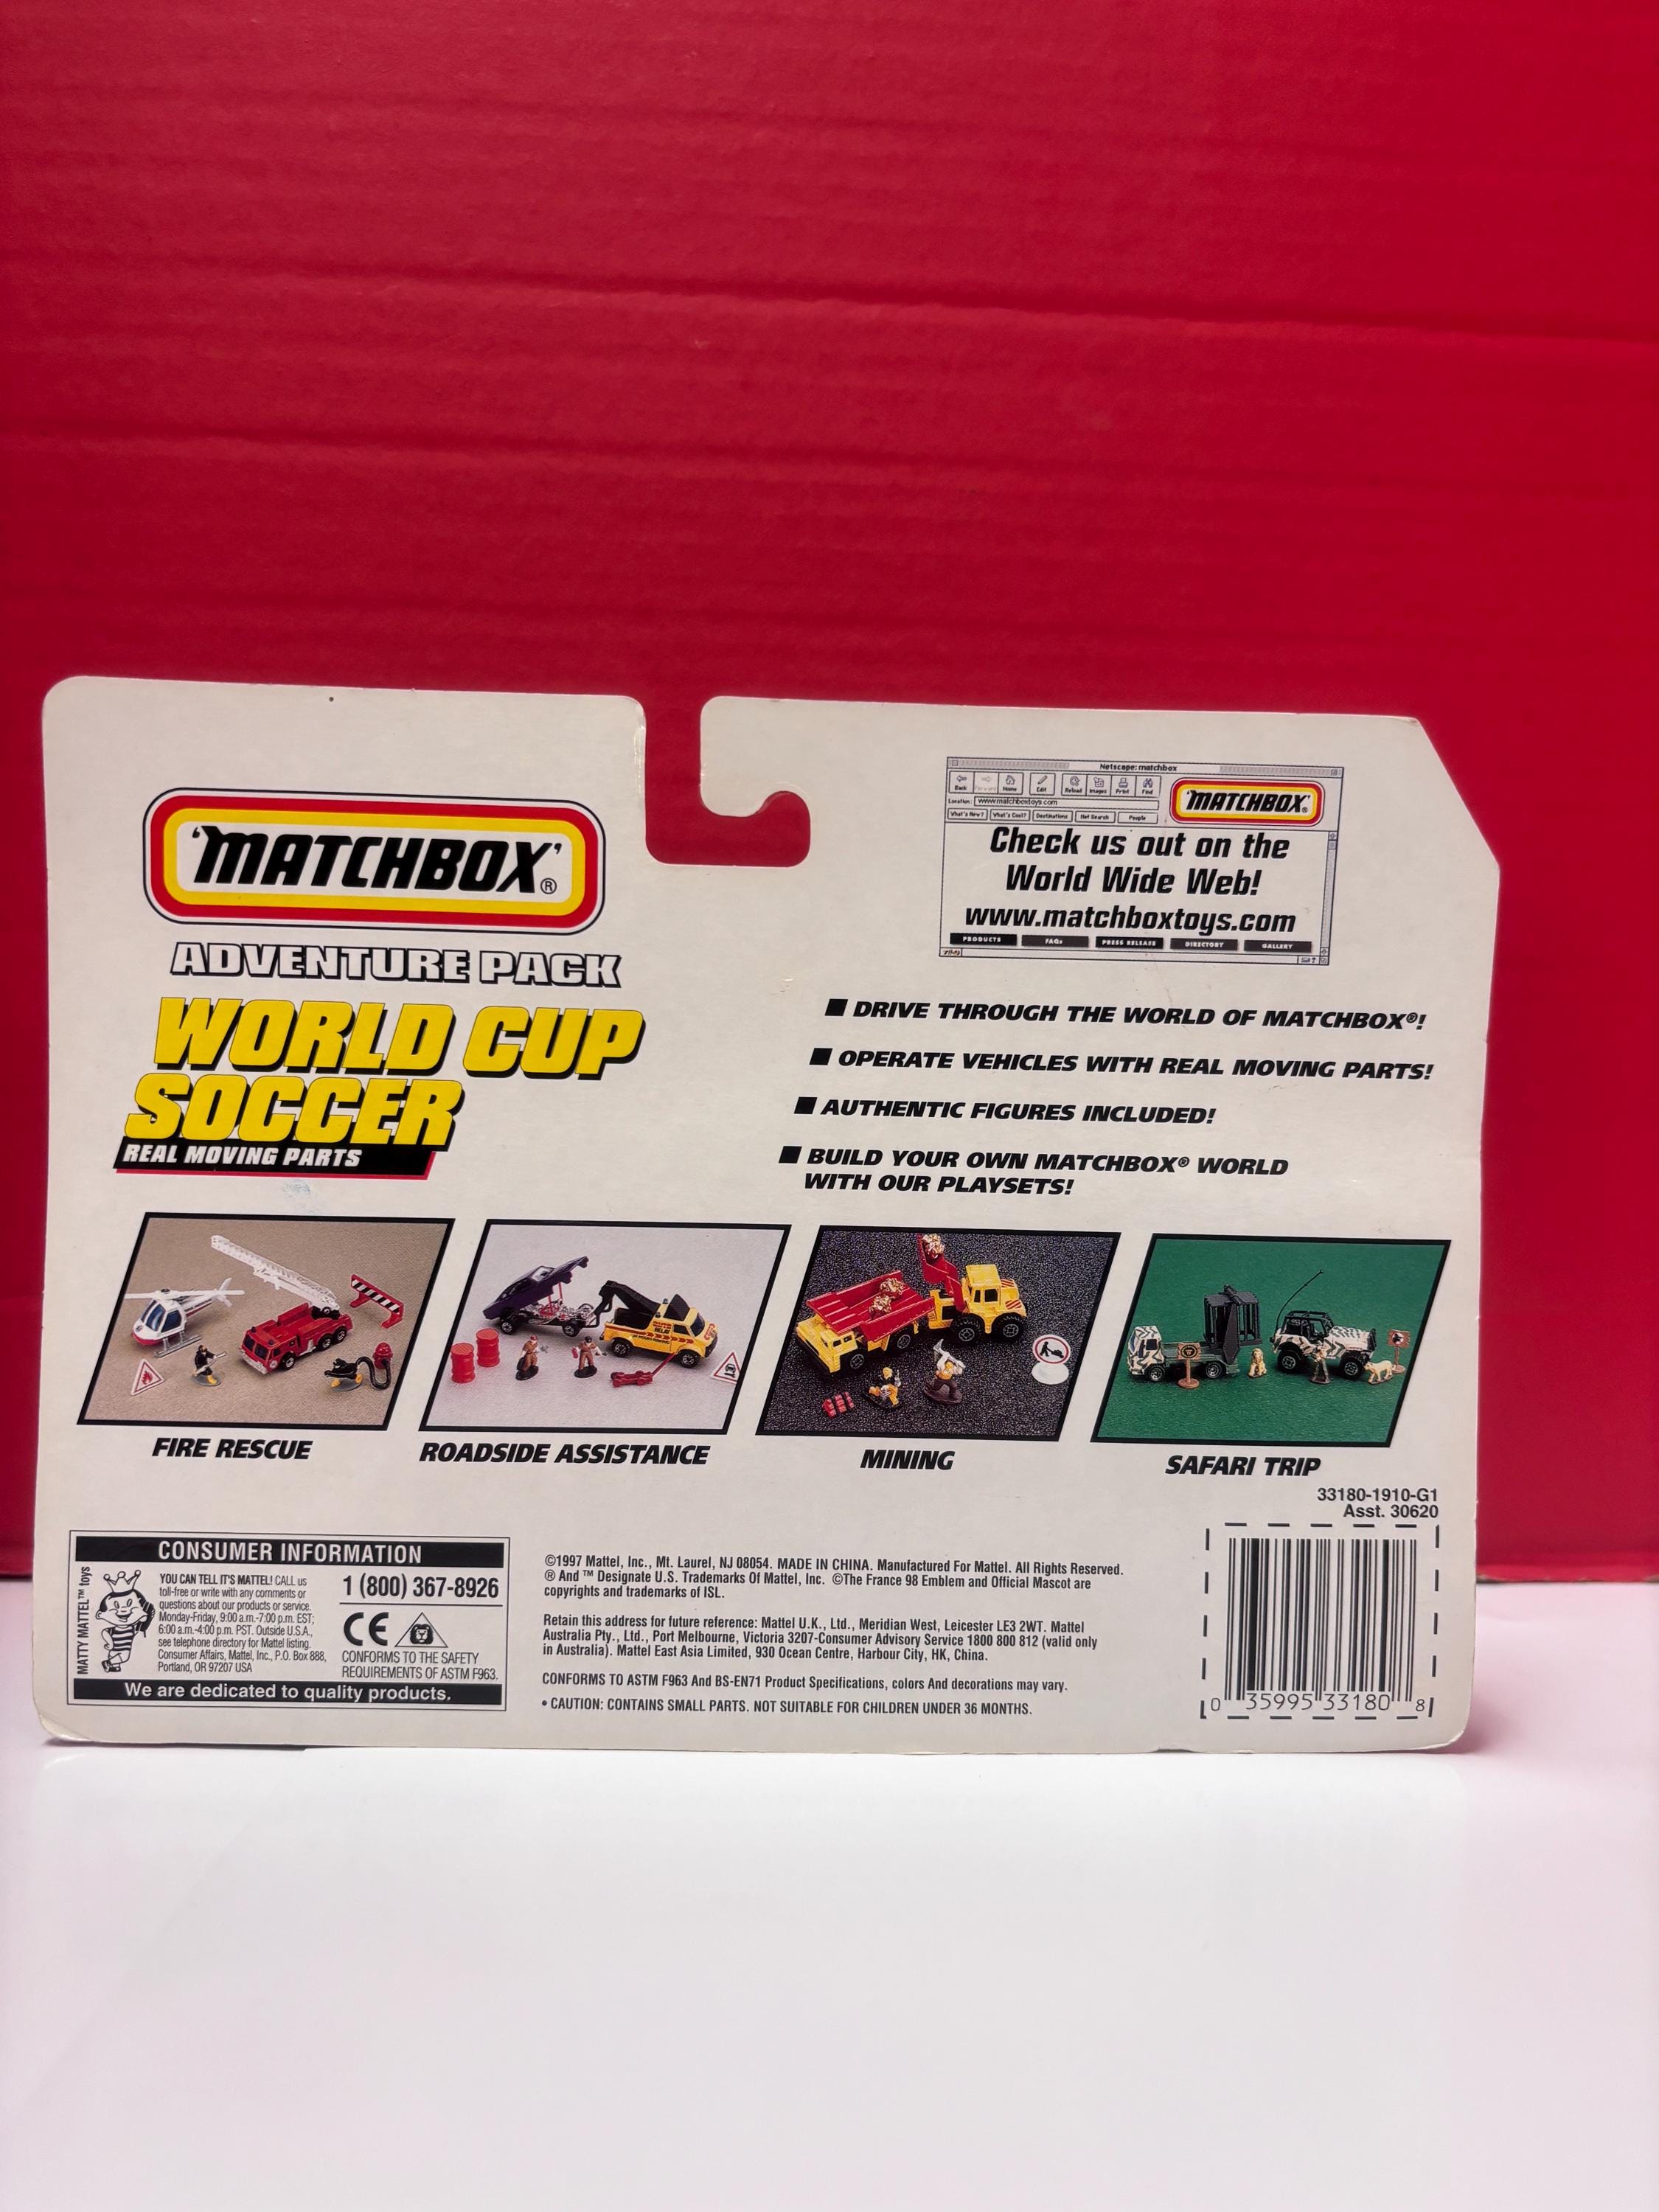 'MATCHBOX'®
ADVENTURE PACK
WORLD CUP
SOCCER
REAL MOVING PARTS
Netscape: matchbox
Back Forward Home Edit Reload Images Print Find
Location: www.matchboxtoys.com
What's New? What's Cool? Destinations Net Search People
'MATCHBOX'®
Check us out on the
World Wide Web!
www.matchboxtoys.com
PRODUCTS FAQs PRESS RELEASE DIRECTORY GALLERY
■ DRIVE THROUGH THE WORLD OF MATCHBOX®!
■ OPERATE VEHICLES WITH REAL MOVING PARTS!
■ AUTHENTIC FIGURES INCLUDED!
■ BUILD YOUR OWN MATCHBOX® WORLD
WITH OUR PLAYSETS!
FIRE RESCUE
ROADSIDE ASSISTANCE
MINING
SAFARI TRIP
33180-1910-G1
Asst. 30620
CONSUMER INFORMATION
MATTY MATTEL™ toys
YOU CAN TELL IT'S MATTEL! CALL us
toll-free or write with any comments or
questions about our products or service.
Monday-Friday, 9:00 a.m.-7:00 p.m. EST;
6:00 a.m.-4:00 p.m. PST. Outside U.S.A.,
see telephone directory for Mattel listing.
Consumer Affairs, Mattel, Inc., P.O. Box 888,
Portland, OR 97207 USA
1 (800) 367-8926
CE
CONFORMS TO THE SAFETY
REQUIREMENTS OF ASTM F963.
We are dedicated to quality products.
©1997 Mattel, Inc., Mt. Laurel, NJ 08054. MADE IN CHINA. Manufactured For Mattel. All Rights Reserved.
® And ™ Designate U.S. Trademarks Of Mattel, Inc. ©The France 98 Emblem and Official Mascot are
copyrights and trademarks of ISL.
Retain this address for future reference: Mattel U.K., Ltd., Meridian West, Leicester LE3 2WT. Mattel
Australia Pty., Ltd., Port Melbourne, Victoria 3207-Consumer Advisory Service 1800 800 812 (valid only
in Australia). Mattel East Asia Limited, 930 Ocean Centre, Harbour City, HK, China.
CONFORMS TO ASTM F963 And BS-EN71 Product Specifications, colors And decorations may vary.
• CAUTION: CONTAINS SMALL PARTS. NOT SUITABLE FOR CHILDREN UNDER 36 MONTHS.
0 35995 33180 8